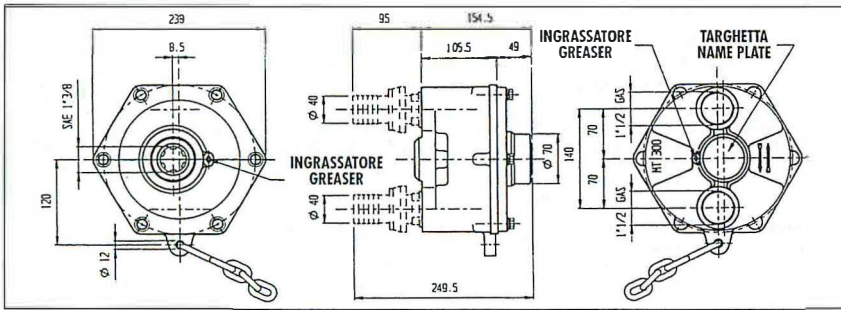 239
8.5
SAE 1"3/8
120
Ø 12
INGRASSATORE
GREASER
95
154.5
105.5
49
Ø 40
Ø 40
Ø 70
249.5
INGRASSATORE
GREASER
TARGHETTA
NAME PLATE
1"1/2 GAS
140
70
70
HT 300
1"1/2 GAS